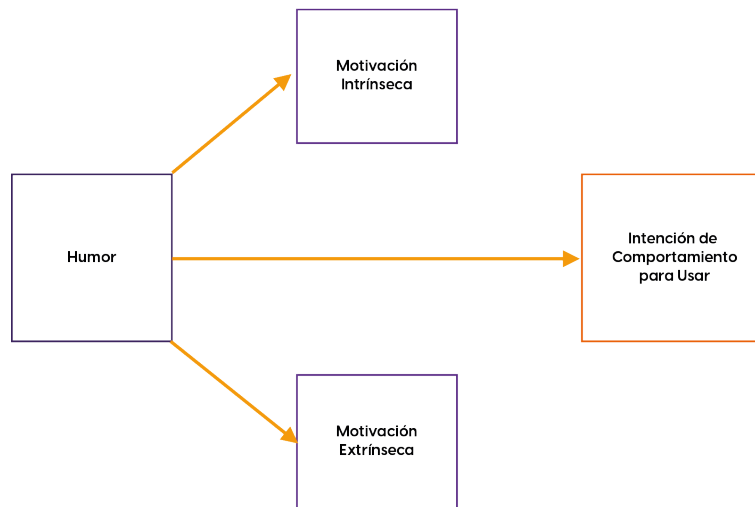 Motivación
Intrínseca
Humor
Intención de
Comportamiento
para Usar
Motivación
Extrínseca